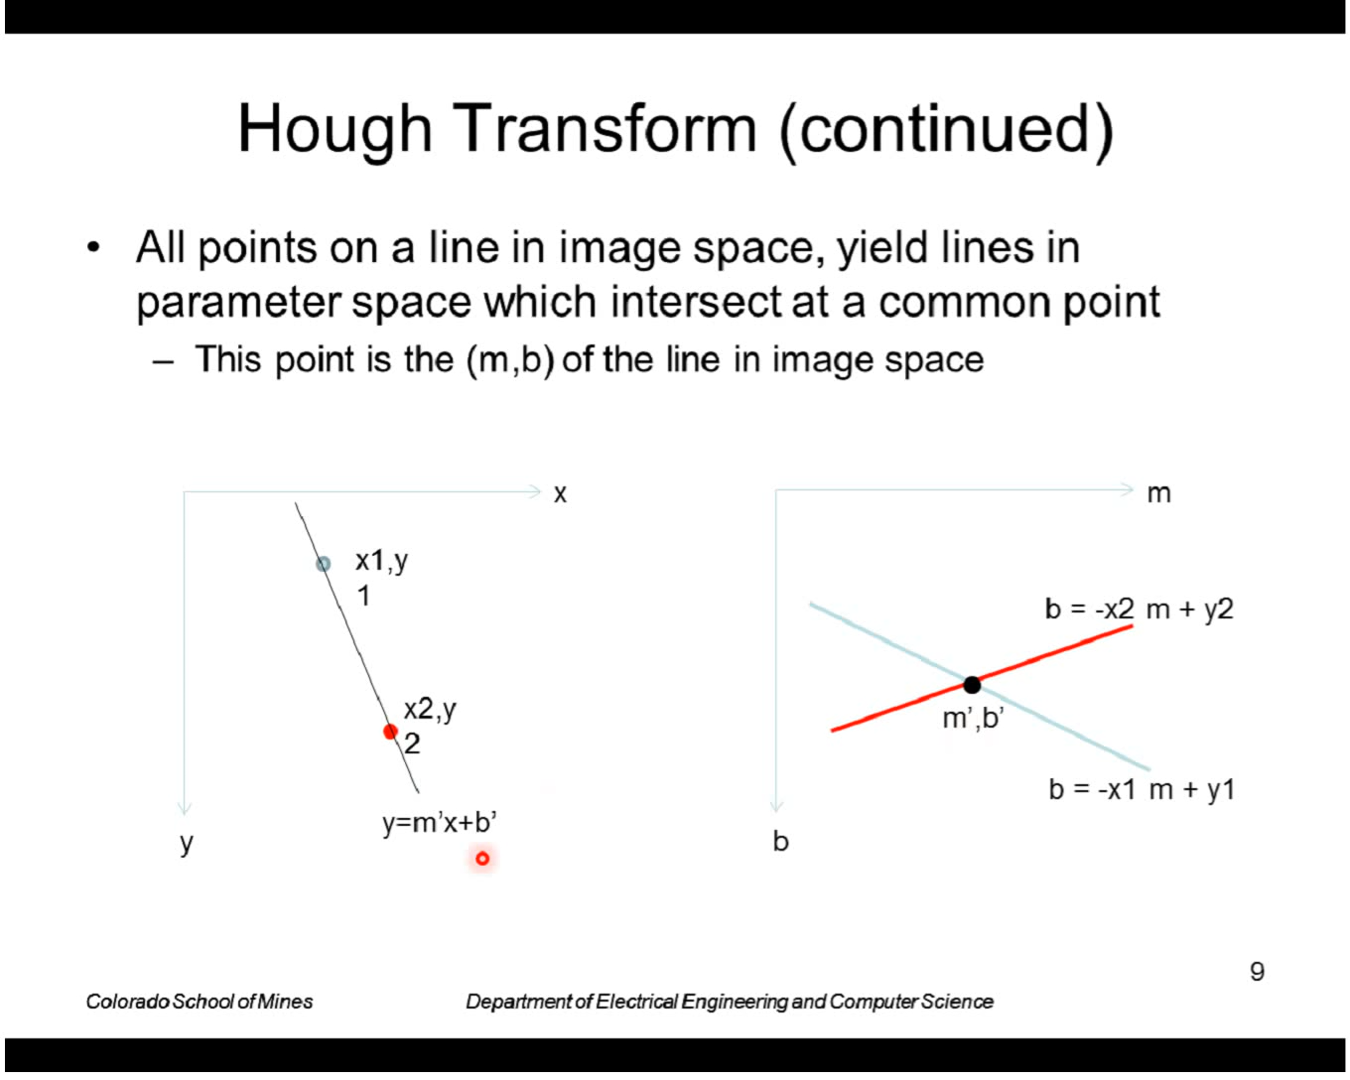 Hough Transform (continued)
• All points on a line in image space, yield lines in
parameter space which intersect at a common point
– This point is the (m,b) of the line in image space
x
x1,y
1
x2,y
2
y=m’x+b’
y
m
b = -x2 m + y2
m’,b’
b = -x1 m + y1
b
9
Colorado School of Mines
Department of Electrical Engineering and Computer Science